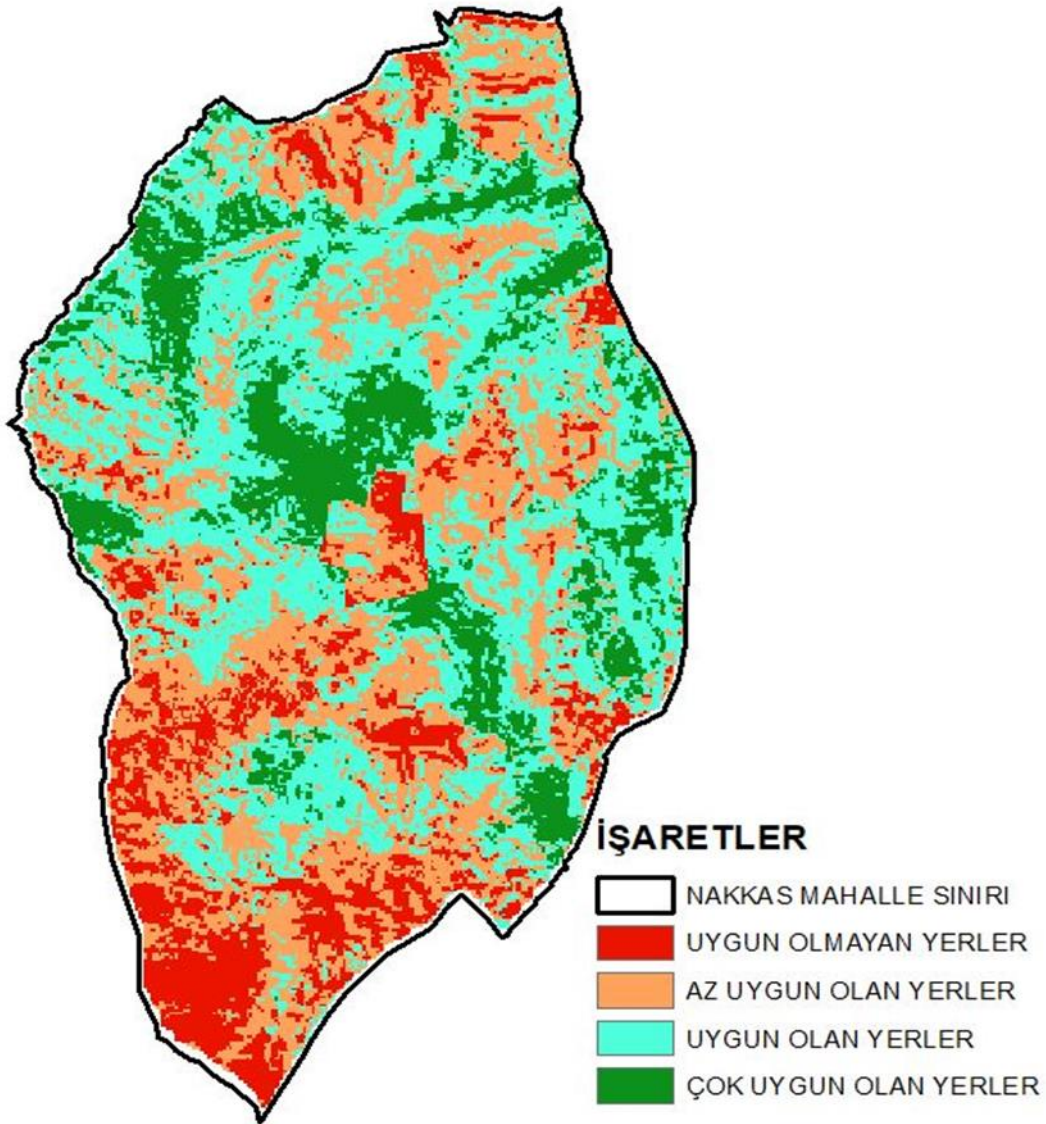 İŞARETLER
NAKKAS MAHALLE SINIRI
UYGUN OLMAYAN YERLER
AZ UYGUN OLAN YERLER
UYGUN OLAN YERLER
ÇOK UYGUN OLAN YERLER